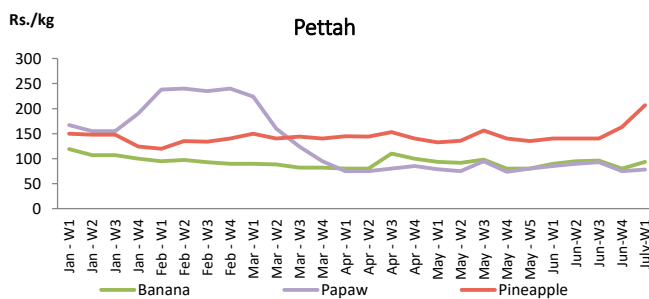 Rs./kg
Pettah
300
250
200
150
100
50
0
Jan - W1
Jan - W2
Jan - W3
Jan - W4
Feb - W1
Feb - W2
Feb - W3
Feb - W4
Mar - W1
Mar - W2
Mar - W3
Mar - W4
Apr - W1
Apr - W2
Apr - W3
Apr - W4
May - W1
May - W2
May - W3
May - W4
May - W5
Jun - W1
Jun-W2
Jun-W3
Jun-W4
July-W1
Banana
Papaw
Pineapple